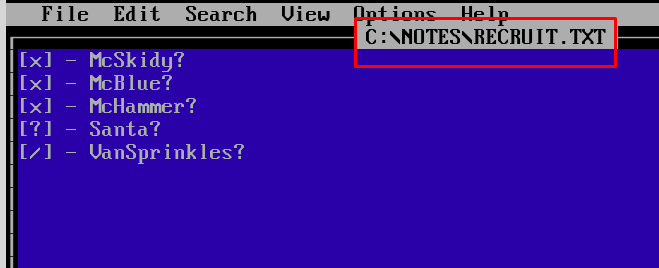 File Edit Search View Options Help
C:\NOTES\RECRUIT.TXT
[x] - McSkidy?
[x] - McBlue?
[x] - McHammer?
[?] - Santa?
[/] - VanSprinkles?